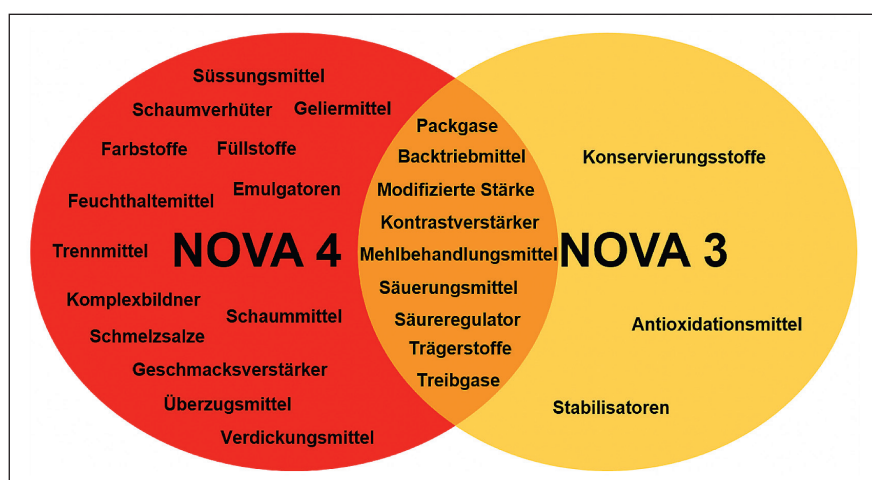 Süssungsmittel
Schaumverhüter
Geliermittel
Farbstoffe
Füllstoffe
Feuchthaltemittel
Emulgatoren
Trennmittel
NOVA 4
Komplexbildner
Schaummittel
Schmelzsalze
Geschmacksverstärker
Überzugsmittel
Verdickungsmittel
Packgase
Backtriebmittel
Modifizierte Stärke
Kontrastverstärker
Mehlbehandlungsmittel
Säuerungsmittel
Säureregulator
Trägerstoffe
Treibgase
Konservierungsstoffe
NOVA 3
Antioxidationsmittel
Stabilisatoren